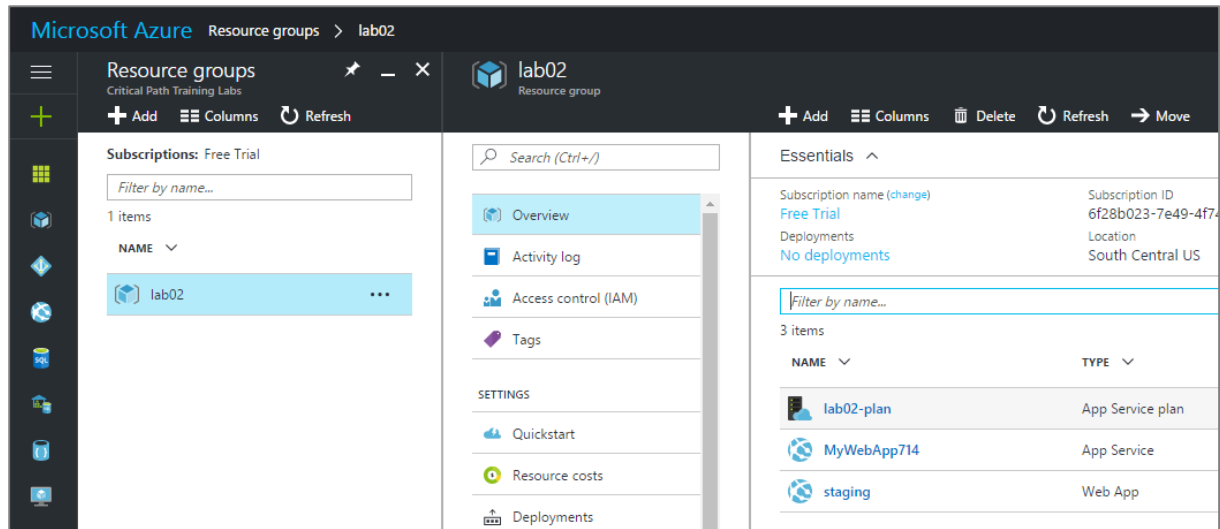 Microsoft Azure Resource groups > lab02
Resource groups
Critical Path Training Labs
Add Columns Refresh
Subscriptions: Free Trial
Filter by name...
1 items
NAME
lab02
lab02
Resource group
Search (Ctrl+/)
Overview
Activity log
Access control (IAM)
Tags
SETTINGS
Quickstart
Resource costs
Deployments
Add Columns Delete Refresh Move
Essentials
Subscription name (change) Subscription ID
Free Trial 6f28b023-7e49-4f74
Deployments Location
No deployments South Central US
Filter by name...
3 items
NAME TYPE
lab02-plan App Service plan
MyWebApp714 App Service
staging Web App
SQL